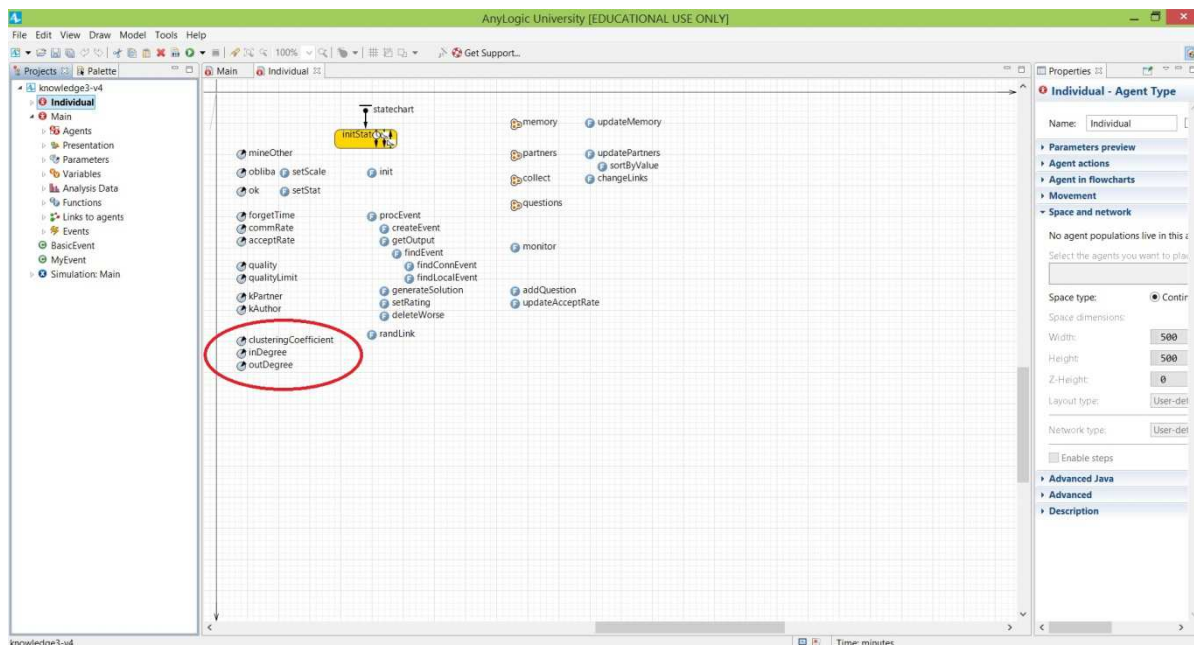 AnyLogic University [EDUCATIONAL USE ONLY]
File Edit View Draw Model Tools Help
100% Get Support...
Projects Palette
knowledge3-v4
Individual
Main
Agents
Presentation
Parameters
Variables
Analysis Data
Functions
Links to agents
Events
BasicEvent
MyEvent
Simulation: Main
Main Individual
statechart
initStat
mineOther
obliba setScale init
ok setStat
forgetTime procEvent
commRate createEvent
acceptRate getOutput
findEvent
quality findConnEvent
qualityLimit findLocalEvent
generateSolution
kPartner setRating
kAuthor deleteWorse
randLink
clusteringCoefficient
inDegree
outDegree
memory updateMemory
partners updatePartners
sortByValue
collect changeLinks
questions
monitor
addQuestion
updateAcceptRate
Properties
Individual - Agent Type
Name: Individual
Parameters preview
Agent actions
Agent in flowcharts
Movement
Space and network
No agent populations live in this a
Select the agents you want to plac
Space type: Contin
Space dimensions:
Width: 500
Height: 500
Z-Height: 0
Layout type: User-def
Network type: User-def
Enable steps
Advanced Java
Advanced
Description
knowledge3-v4
Time: minutes